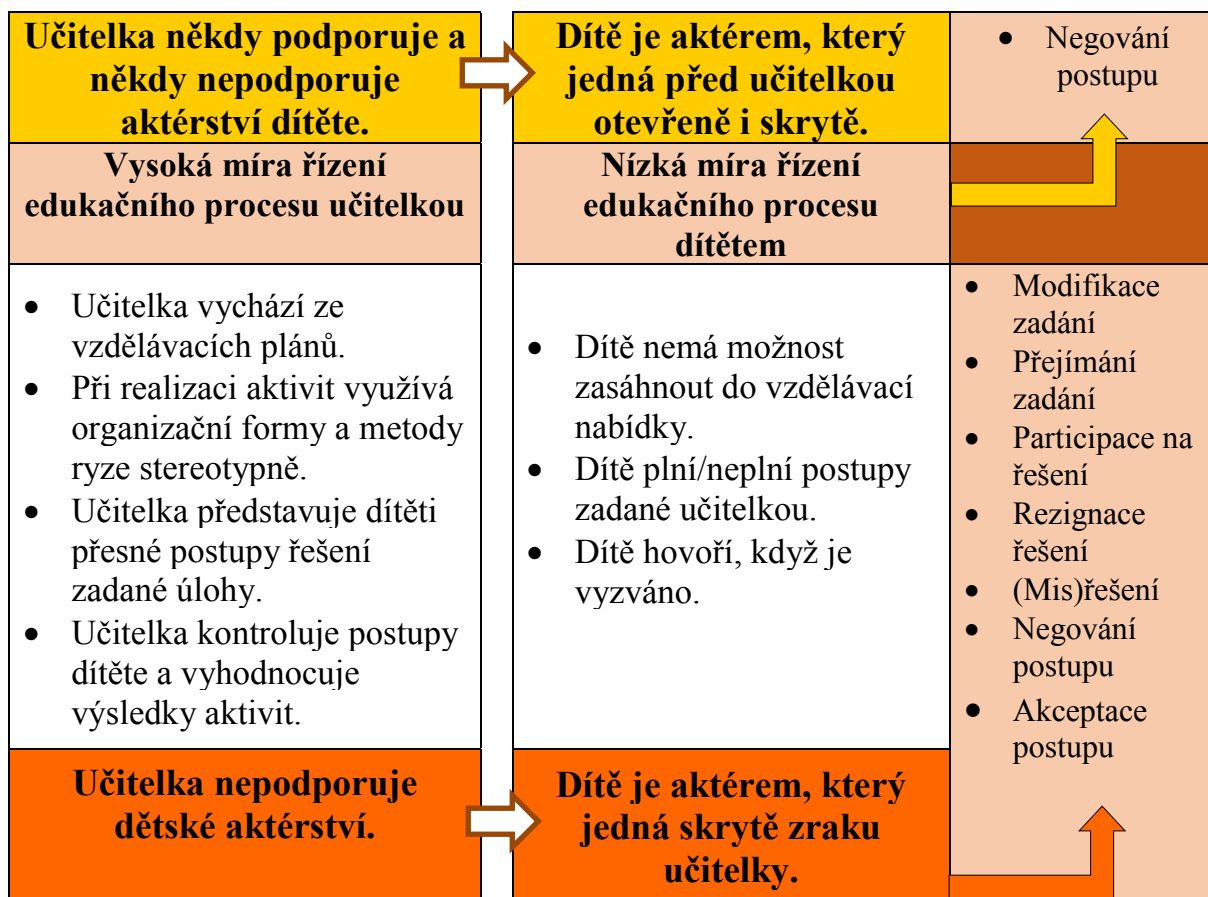 Učitelka někdy podporuje a
někdy nepodporuje
aktérství dítěte.
Dítě je aktérem, který
jedná před učitelkou
otevřeně i skrytě.
• Negování
postupu
Vysoká míra řízení
edukačního procesu učitelkou
Nízká míra řízení
edukačního procesu
dítětem
• Učitelka vychází ze
vzdělávacích plánů.
• Při realizaci aktivit využívá
organizační formy a metody
ryze stereotypně.
• Učitelka představuje dítěti
přesné postupy řešení
zadané úlohy.
• Učitelka kontroluje postupy
dítěte a vyhodnocuje
výsledky aktivit.
• Dítě nemá možnost
zasáhnout do vzdělávací
nabídky.
• Dítě plní/neplní postupy
zadané učitelkou.
• Dítě hovoří, když je
vyzváno.
• Modifikace
zadání
• Přejímání
zadání
• Participace na
řešení
• Rezignace
řešení
• (Mis)řešení
• Negování
postupu
• Akceptace
postupu
Učitelka nepodporuje
dětské aktérství.
Dítě je aktérem, který
jedná skrytě zraku
učitelky.